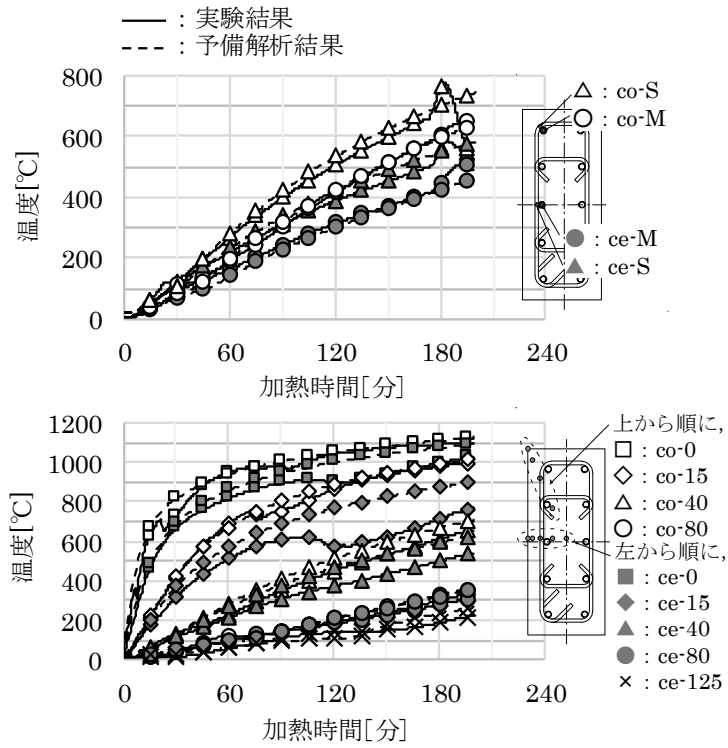 : 実験結果
: 予備解析結果
800
600
400
200
0
温度[℃]
0 60 120 180 240
加熱時間[分]
: co-S
: co-M
: ce-M
: ce-S
1200
1000
800
600
400
200
0
温度[℃]
0 60 120 180 240
加熱時間[分]
上から順に,
: co-0
: co-15
: co-40
: co-80
左から順に,
: ce-0
: ce-15
: ce-40
: ce-80
: ce-125